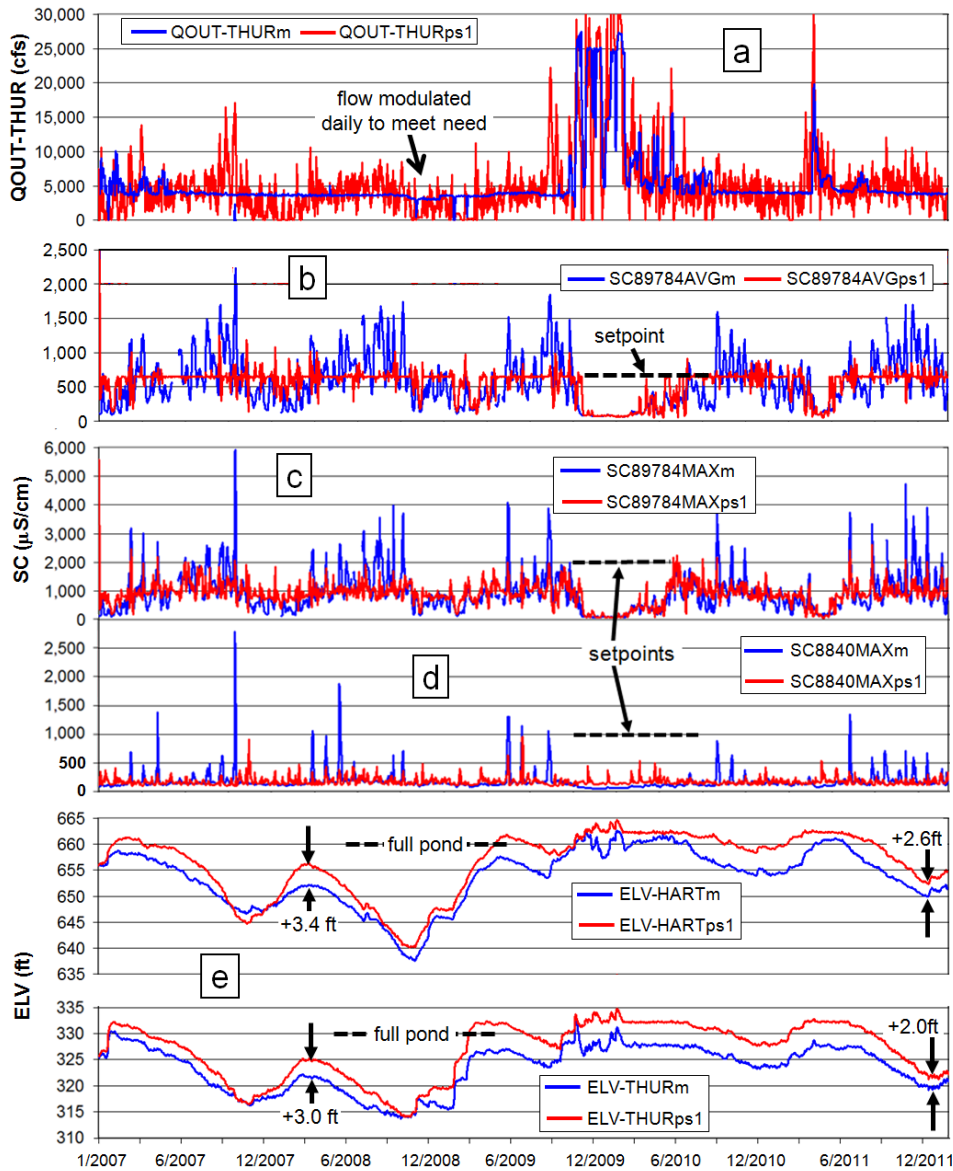 QOUT-THUR (cfs)
30,000
25,000
20,000
15,000
10,000
5,000
0
QOUT-THURm
QOUT-THURps1
a
flow modulated
daily to meet need
SC (µS/cm)
2,500
2,000
1,500
1,000
500
0
b
SC89784AVGm
SC89784AVGps1
setpoint
6,000
5,000
4,000
3,000
2,000
1,000
0
c
SC89784MAXm
SC89784MAXps1
setpoints
2,500
2,000
1,500
1,000
500
0
d
SC8840MAXm
SC8840MAXps1
ELV (ft)
665
660
655
650
645
640
635
full pond
+3.4 ft
+2.6ft
ELV-HARTm
ELV-HARTps1
e
335
330
325
320
315
310
full pond
+3.0 ft
+2.0ft
ELV-THURm
ELV-THURps1
1/2007
6/2007
12/2007
6/2008
12/2008
6/2009
12/2009
6/2010
12/2010
6/2011
12/2011